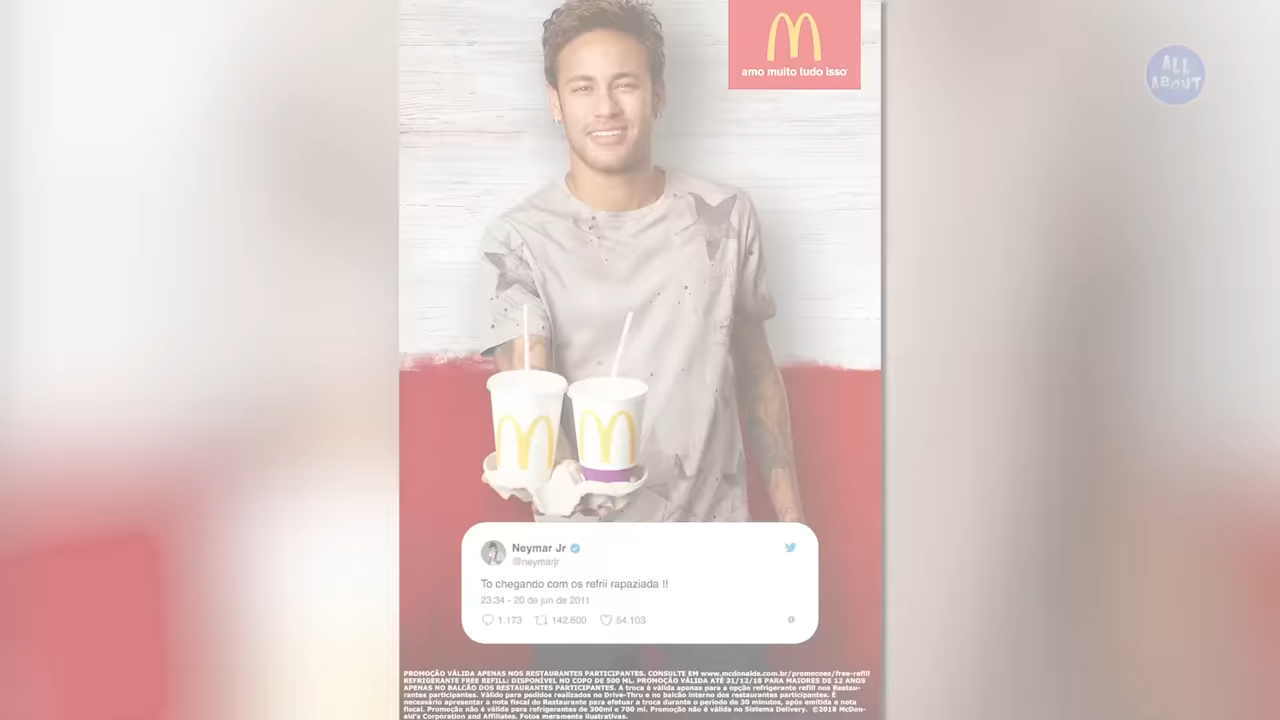 amo muito tudo isso
ALL
ABOUT
Neymar Jr
@neymarjr
To chegando com os refrii rapaziada !!
23:34 - 20 de jun de 2011
1.173 142.600 54.103
PROMOÇÃO VÁLIDA APENAS NOS RESTAURANTES PARTICIPANTES. CONSULTE EM www.mcdonalds.com.br/promocoes/free-refill
REFRIGERANTE FREE REFILL: DISPONÍVEL NO COPO DE 500 ML. PROMOÇÃO VÁLIDA ATÉ 31/12/18 PARA MAIORES DE 12 ANOS
APENAS NO BALCÃO DOS RESTAURANTES PARTICIPANTES. A troca é válida apenas para a opção refrigerante refil nos Restau-
rantes participantes. Válido para pedidos realizados no Drive-Thru e no balcão interno dos restaurantes participantes. É
necessário apresentar a nota fiscal do Restaurante para efetuar a troca durante o período de 30 minutos, após emitida a nota
fiscal. Promoção não é válida para refrigerantes de 300ml e 700 ml. Promoção não é válida no Sistema Delivery. ©2018 McDon-
ald's Corporation and Affiliates. Fotos meramente ilustrativas.